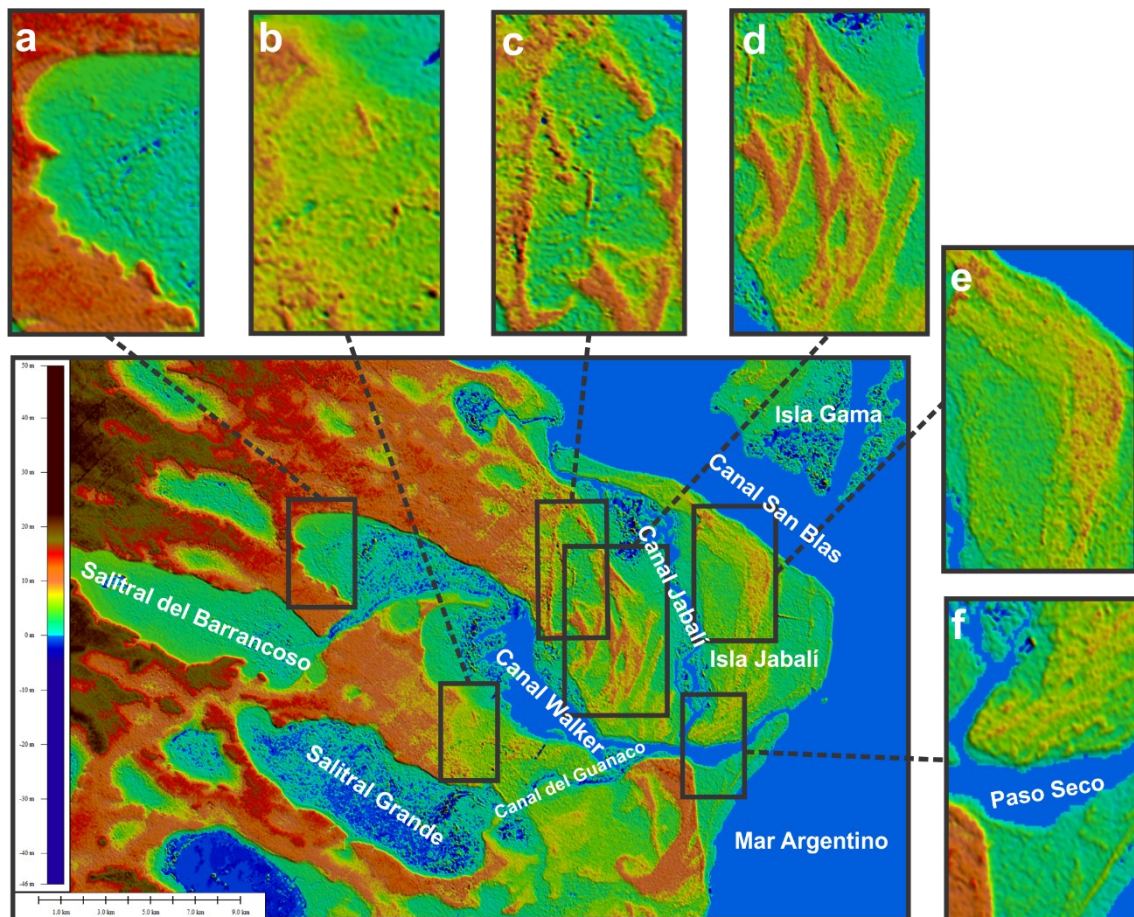 a
b
c
d
e
f
50 m
40 m
30 m
20 m
10 m
0 m
-10 m
-20 m
-30 m
-40 m
Isla Gama
Canal San Blas
Canal Jabalí
Isla Jabalí
Salitral del Barrancoso
Canal Walker
Salitral Grande
Canal del Guanaco
Mar Argentino
Paso Seco
1.0 km
3.0 km
5.0 km
7.0 km
9.0 km